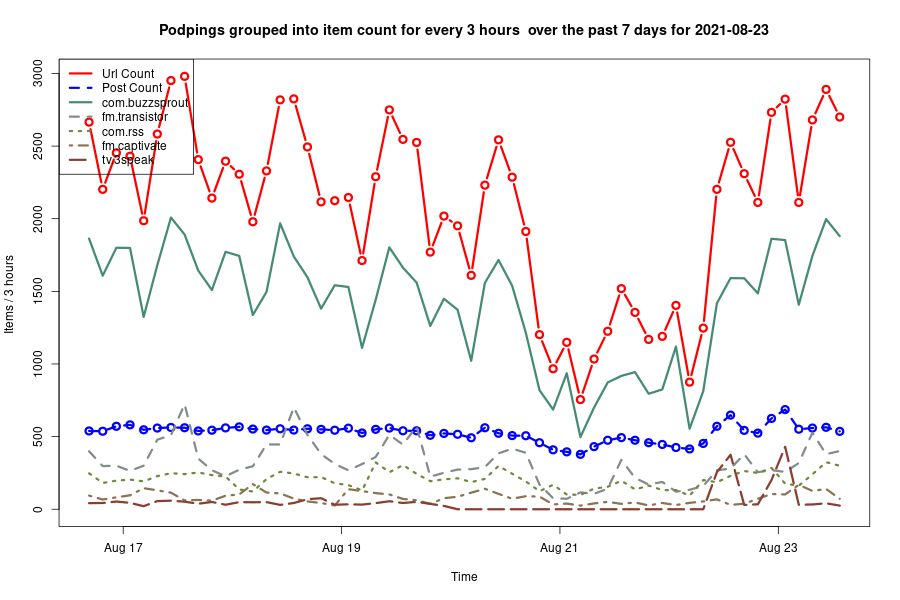 Podpings grouped into item count for every 3 hours  over the past 7 days for 2021-08-23
Items / 3 hours
3000
2500
2000
1500
1000
500
0
Url Count
Post Count
com.buzzsprout
fm.transistor
com.rss
fm.captivate
tv.3speak
Aug 17
Aug 19
Aug 21
Aug 23
Time